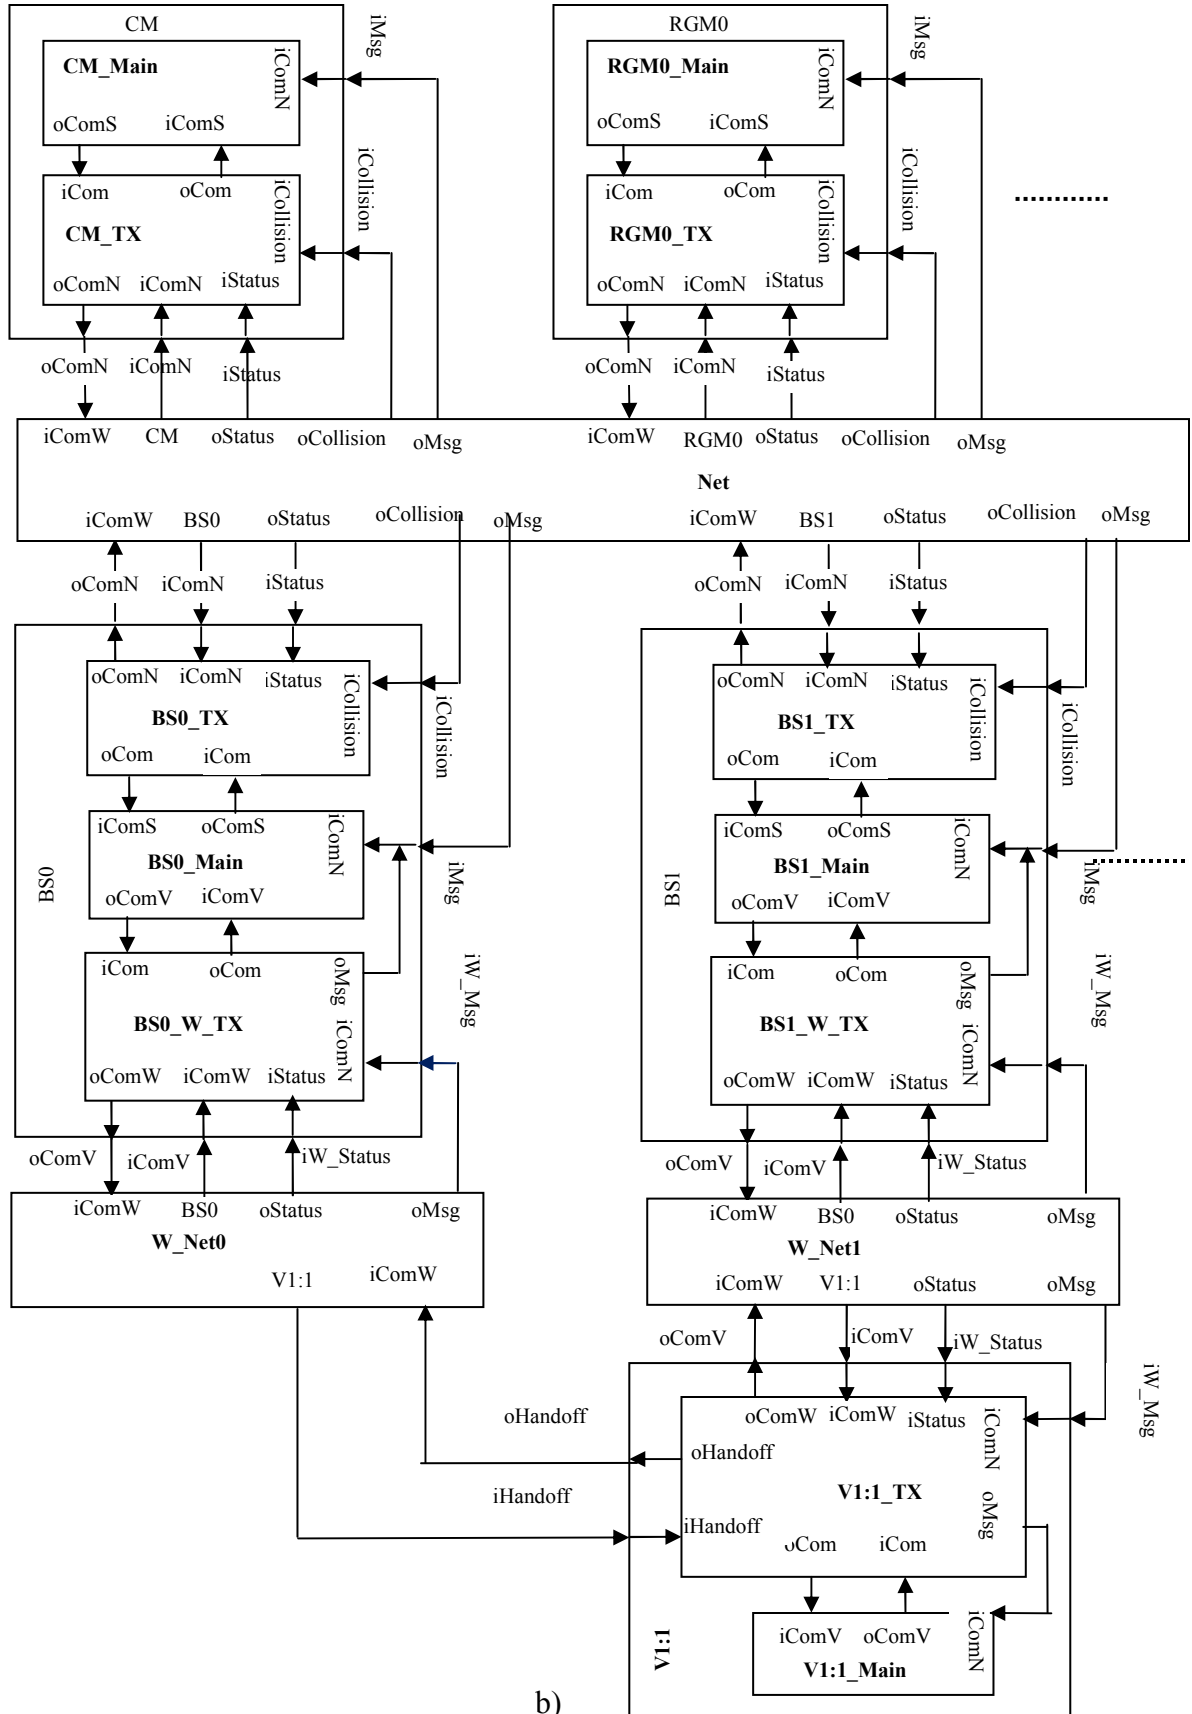 CM
RGM0
iMsg
iMsg
CM_Main
iComN
RGM0_Main
iComN
oComS
iComS
oComS
iComS
iCom
oCom
iCollision
iCollision
iCom
oCom
iCollision
iCollision
............
CM_TX
RGM0_TX
oComN
iComN
iStatus
oComN
iComN
iStatus
oComN
iComN
iStatus
oComN
iComN
iStatus
iComW
CM
oStatus
oCollision
oMsg
iComW
RGM0
oStatus
oCollision
oMsg
Net
iComW
BS0
oStatus
oCollision
oMsg
iComW
BS1
oStatus
oCollision
oMsg
oComN
iComN
iStatus
oComN
iComN
iStatus
oComN
iComN
iStatus
iCollision
iCollision
oComN
iComN
iStatus
iCollision
iCollision
BS0_TX
BS1_TX
oCom
iCom
oCom
iCom
iComS
oComS
iComN
iComS
oComS
iComN
BS0
BS0_Main
iMsg
BS1
BS1_Main
iMsg
............
oComV
iComV
oComV
iComV
iCom
oCom
oMsg
iW_Msg
iCom
oCom
oMsg
iW_Msg
BS0_W_TX
iComN
BS1_W_TX
iComN
oComW
iComW
iStatus
oComW
iComW
iStatus
oComV
iComV
iW_Status
oComV
iComV
iW_Status
iComW
BS0
oStatus
oMsg
iComW
BS0
oStatus
oMsg
W_Net0
W_Net1
V1:1
iComW
iComW
V1:1
oStatus
oMsg
oComV
iComV
iW_Status
iW_Msg
oHandoff
oComW
iComW
iStatus
iComN
oHandoff
iHandoff
V1:1_TX
oMsg
iHandoff
oCom
iCom
V1:1
iComV
oComV
iComN
V1:1_Main
b)